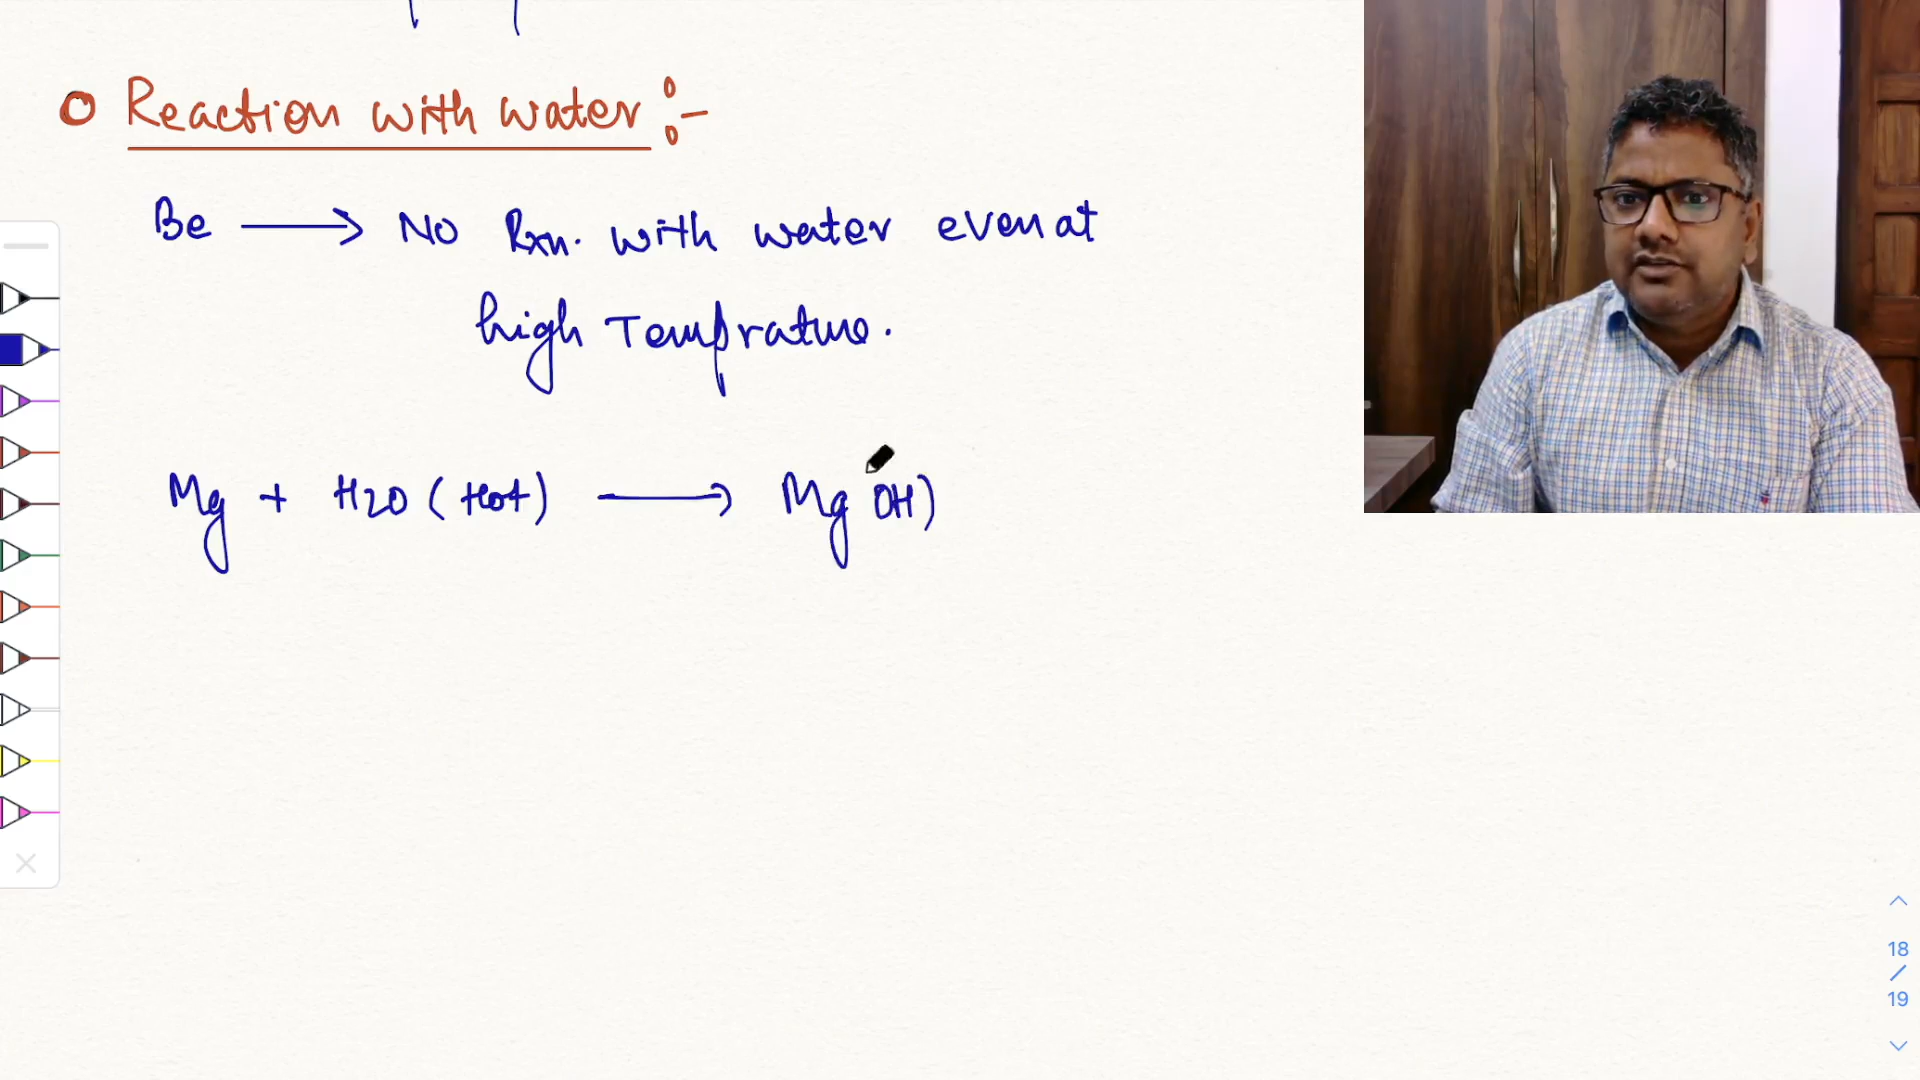 Reaction with water :-
Be ⟶ NO Rxn. with water even at
high Temprature.
Mg + H2O (Hot) ⟶ Mg OH)
18
/
19